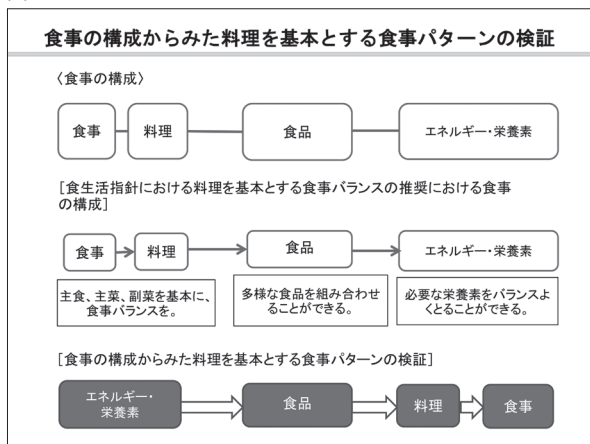 食事の構成からみた料理を基本とする食事パターンの検証
〈食事の構成〉
食事
料理
食品
エネルギー・栄養素
[食生活指針における料理を基本とする食事バランスの推奨における食事
の構成]
食事
料理
食品
エネルギー・栄養素
主食、主菜、副菜を基本に、
食事バランスを。
多様な食品を組み合わせ
ることができる。
必要な栄養素をバランスよ
くとることができる。
[食事の構成からみた料理を基本とする食事パターンの検証]
エネルギー・
栄養素
食品
料理
食事